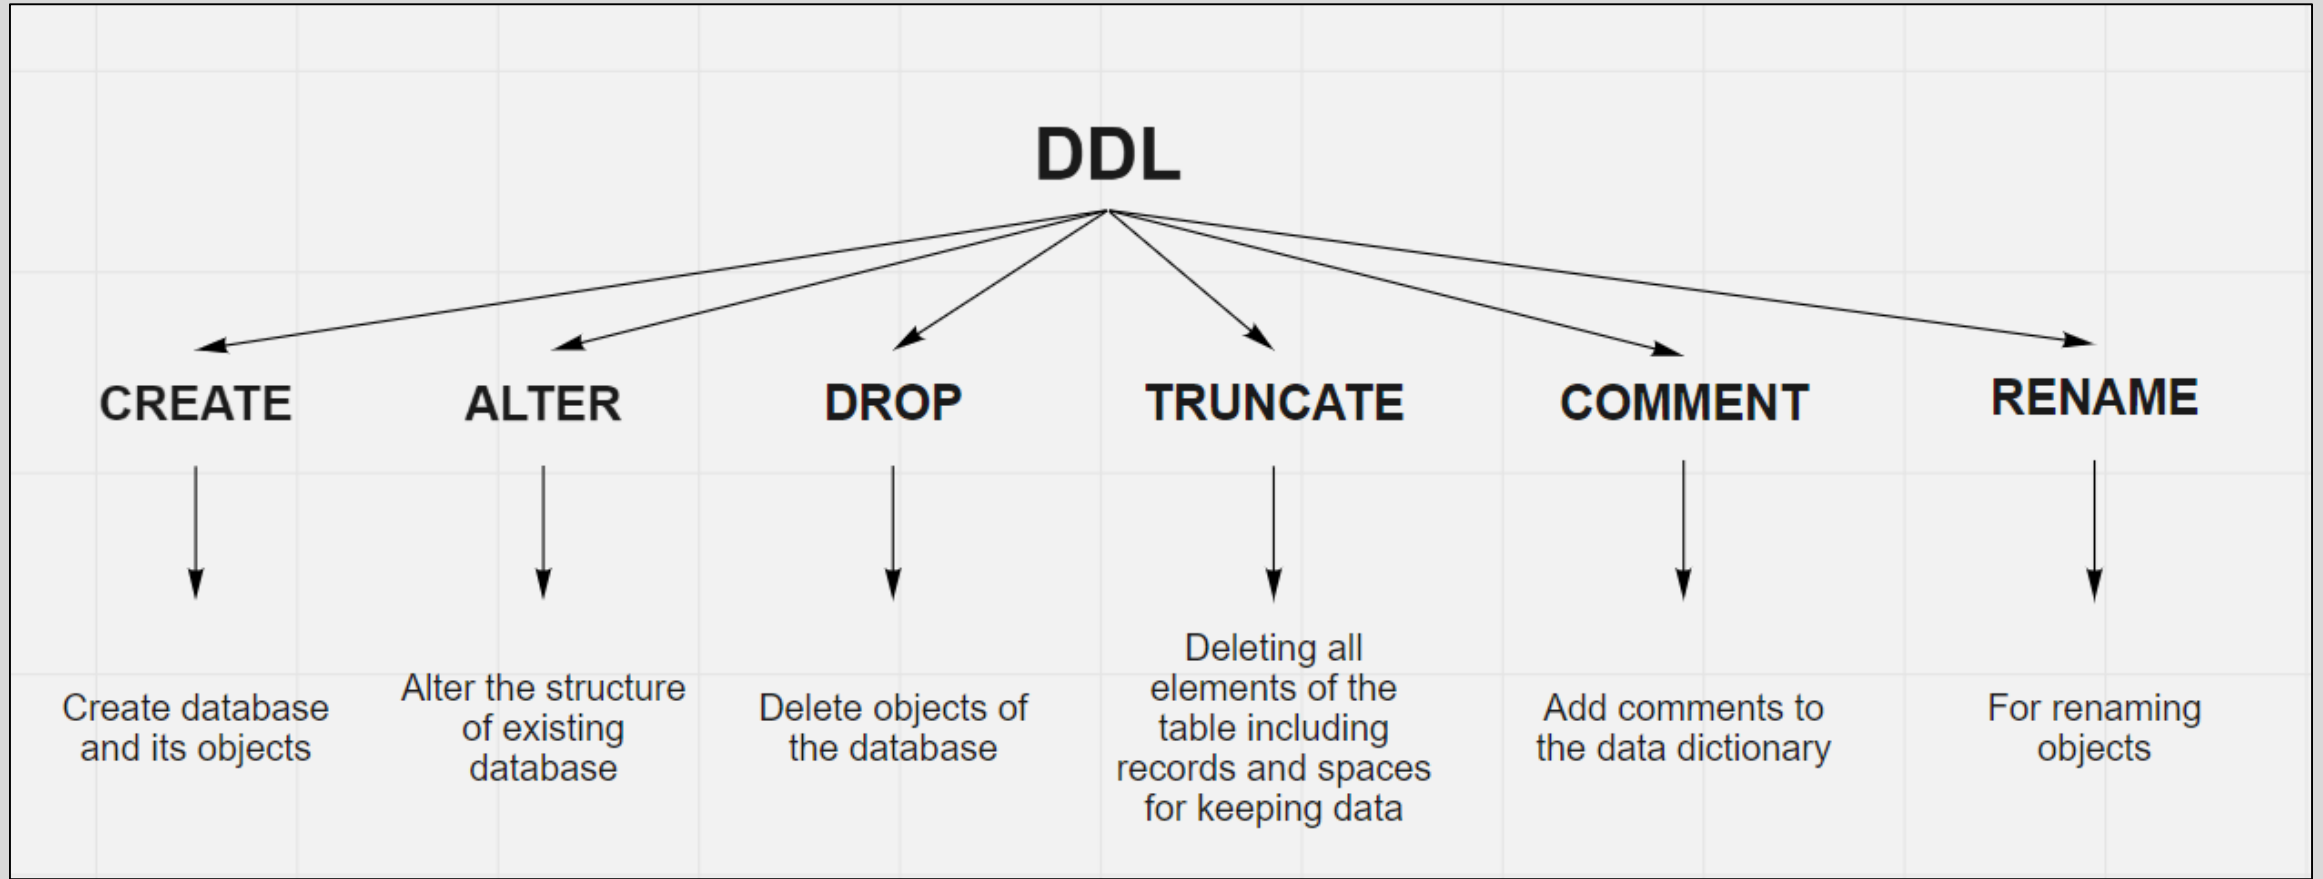 DDL
CREATE
ALTER
DROP
TRUNCATE
COMMENT
RENAME
Create database
and its objects
Alter the structure
of existing
database
Delete objects of
the database
Deleting all
elements of the
table including
records and spaces
for keeping data
Add comments to
the data dictionary
For renaming
objects